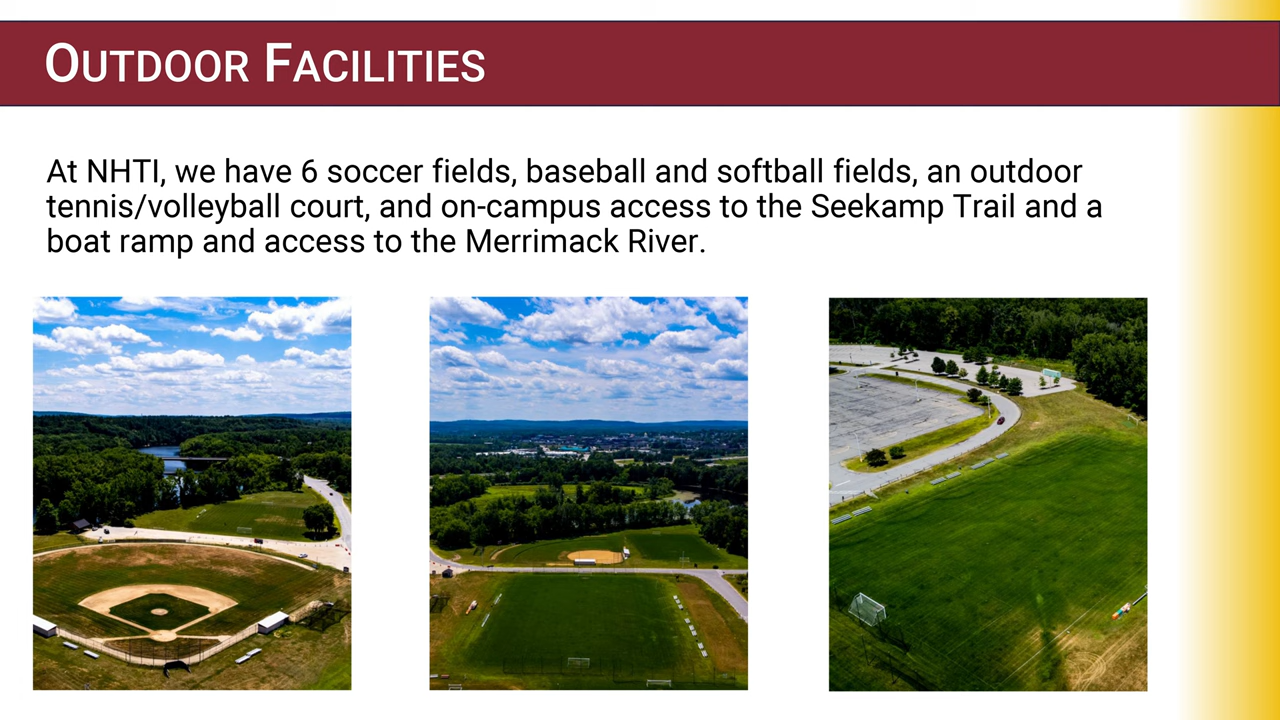 OUTDOOR FACILITIES
At NHTI, we have 6 soccer fields, baseball and softball fields, an outdoor
tennis/volleyball court, and on-campus access to the Seekamp Trail and a
boat ramp and access to the Merrimack River.